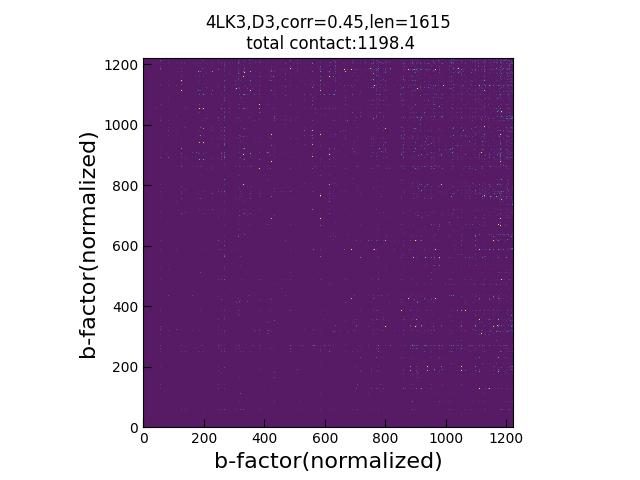 4LK3,D3,corr=0.45,len=1615
total contact:1198.4
1200
1000
800
600
400
200
0
b-factor(normalized)
0 200 400 600 800 1000 1200
b-factor(normalized)